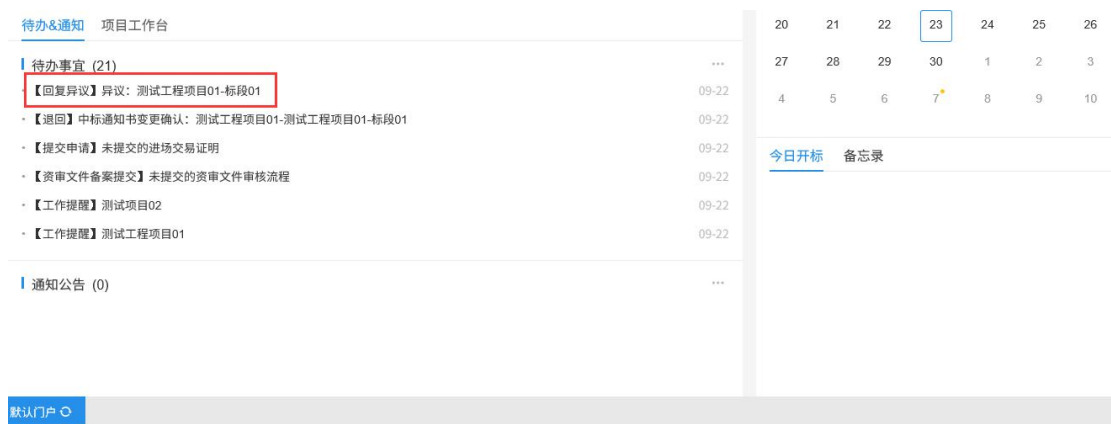 待办&通知 项目工作台
待办事宜 (21) ...
【回复异议】异议：测试工程项目01-标段01 09-22
【退回】中标通知书变更确认：测试工程项目01-测试工程项目01-标段01 09-22
【提交申请】未提交的进场交易证明 09-22
【资审文件备案提交】未提交的资审文件审核流程 09-22
【工作提醒】测试项目02 09-22
【工作提醒】测试工程项目01 09-22
通知公告 (0) ...
20 21 22 23 24 25 26
27 28 29 30 1 2 3
4 5 6 7 8 9 10
今日开标 备忘录
默认门户